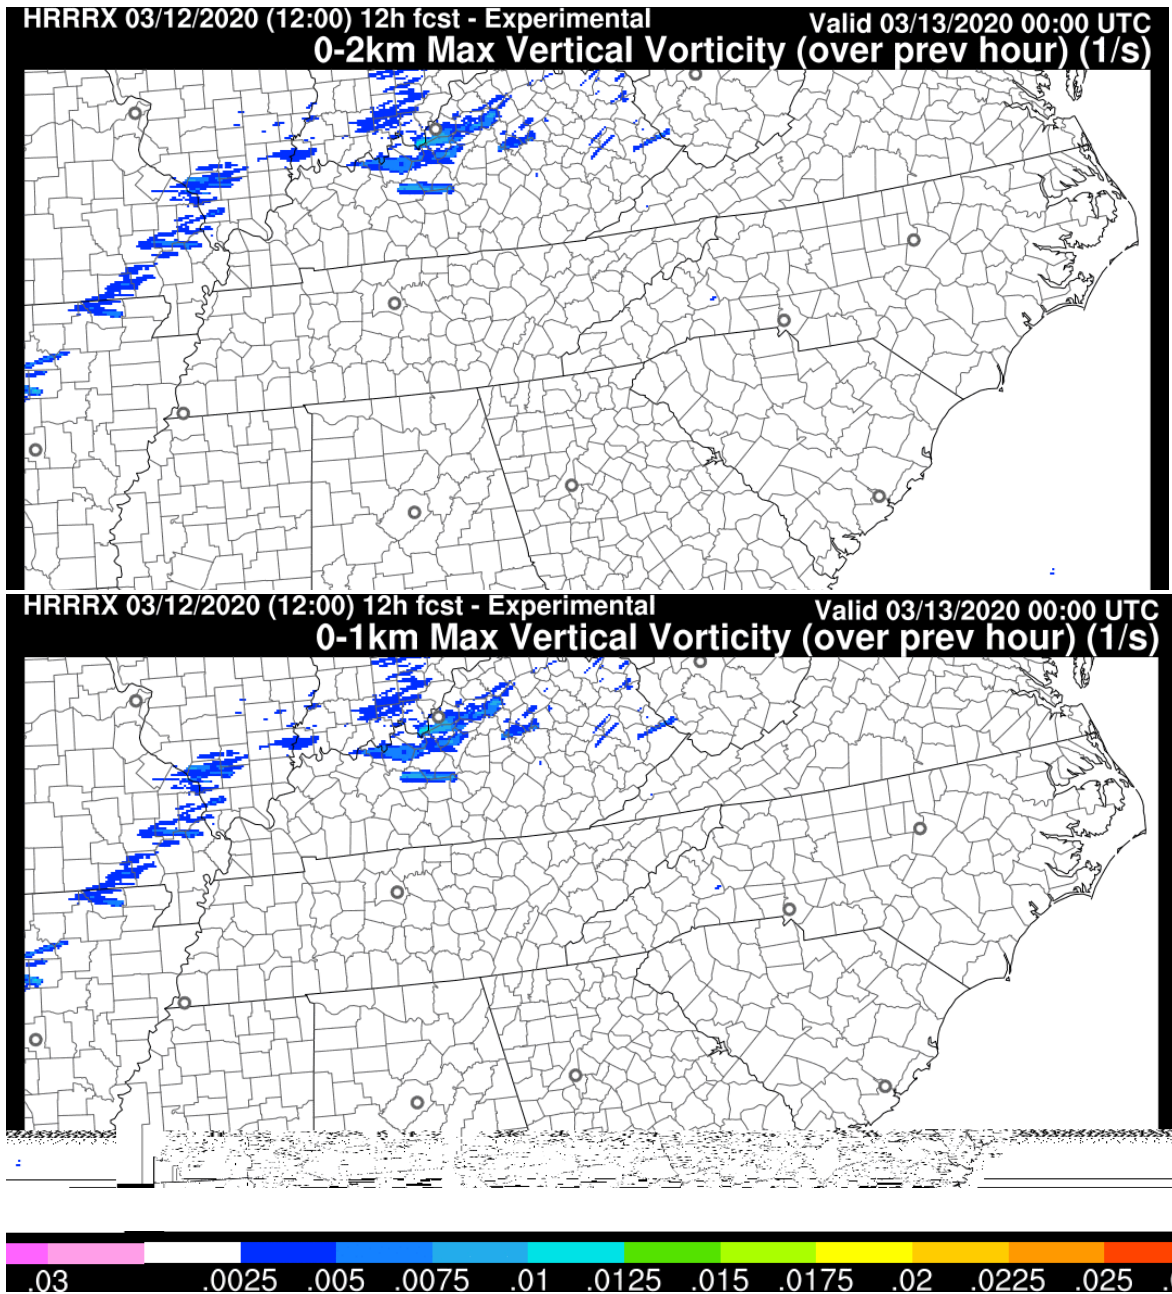 HRRRX 03/12/2020 (12:00) 12h fcst - Experimental Valid 03/13/2020 00:00 UTC
0-2km Max Vertical Vorticity (over prev hour) (1/s)
HRRRX 03/12/2020 (12:00) 12h fcst - Experimental Valid 03/13/2020 00:00 UTC
0-1km Max Vertical Vorticity (over prev hour) (1/s)
.03 .0025 .005 .0075 .01 .0125 .015 .0175 .02 .0225 .025